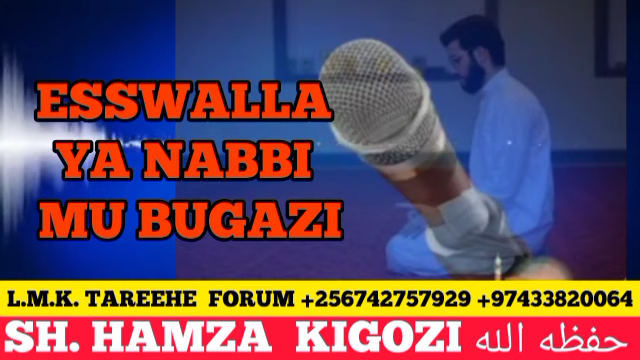 ESSWALLA
YA NABBI
MU BUGAZI
L.M.K. TAREEHE FORUM +256742757929 +97433820064
SH. HAMZA KIGOZI حفظه الله